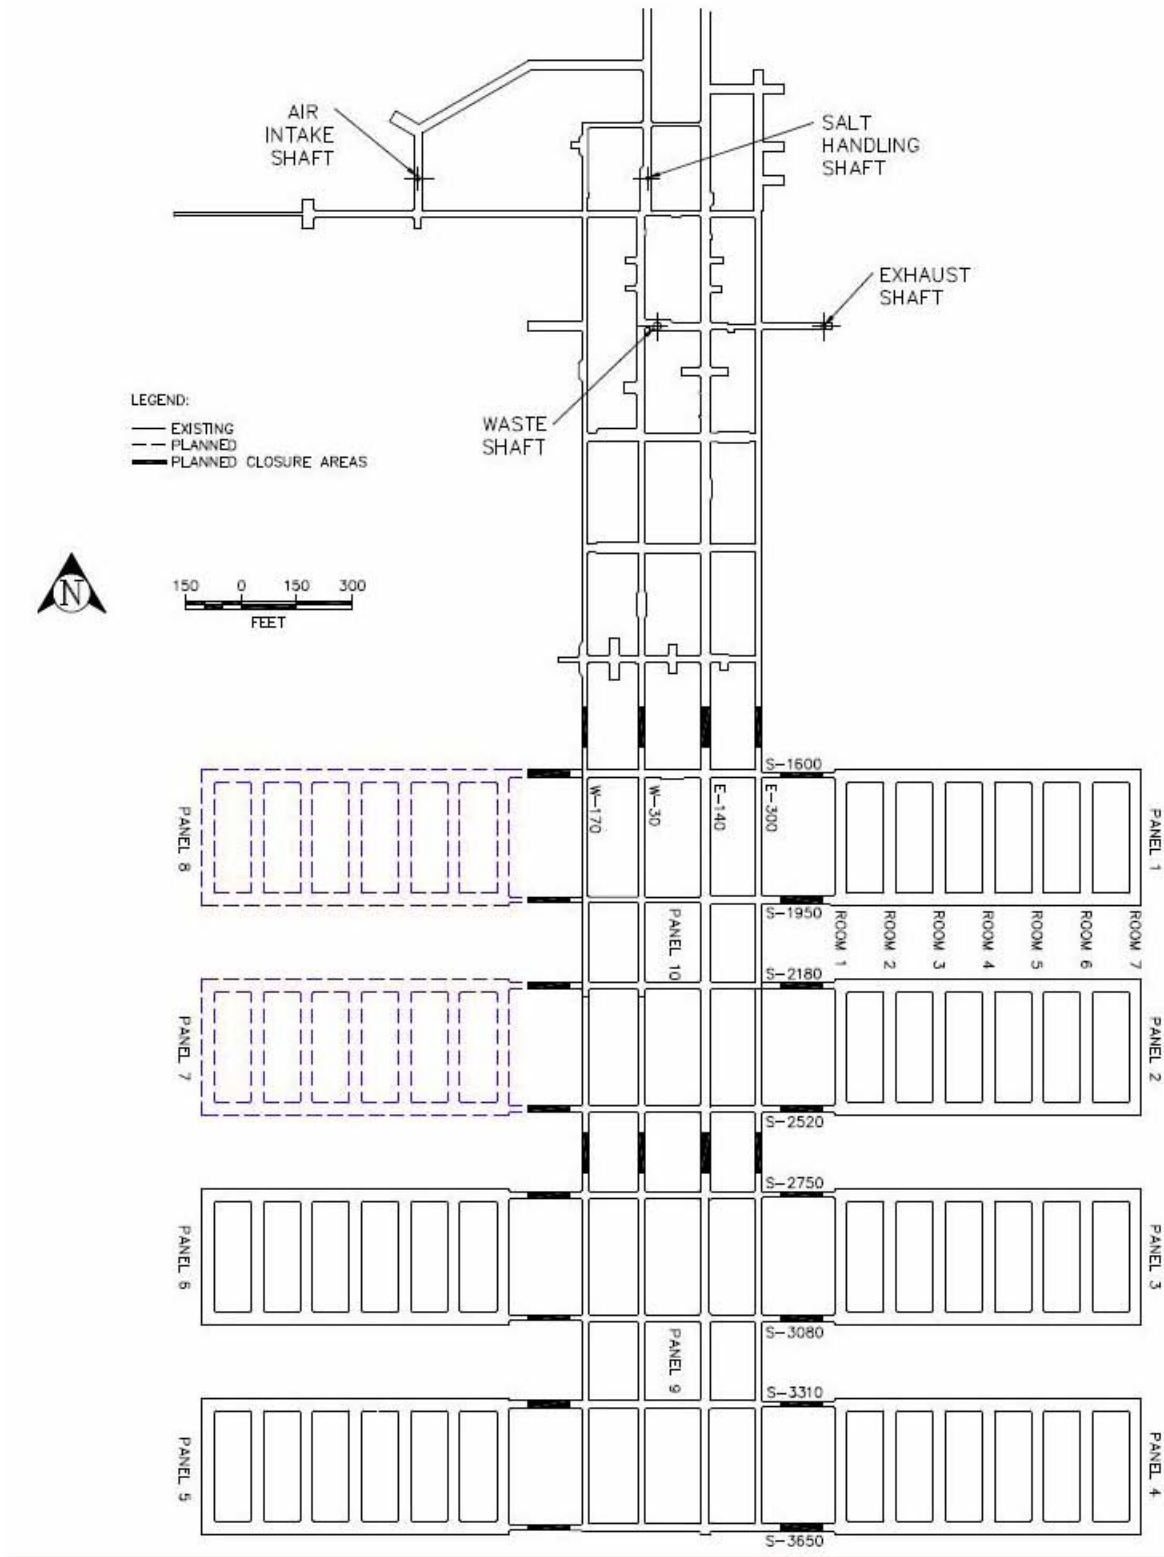 AIR
INTAKE
SHAFT
SALT
HANDLING
SHAFT
EXHAUST
SHAFT
WASTE
SHAFT
LEGEND:
EXISTING
PLANNED
PLANNED CLOSURE AREAS
N
150 0 150 300
FEET
S-1600
W-170
W-30
E-140
E-300
PANEL 8
PANEL 1
S-1950
PANEL 10
ROOM 1
ROOM 2
ROOM 3
ROOM 4
ROOM 5
ROOM 6
ROOM 7
S-2180
PANEL 7
PANEL 2
S-2520
S-2750
PANEL 6
PANEL 3
S-3080
PANEL 9
S-3310
PANEL 5
PANEL 4
S-3650